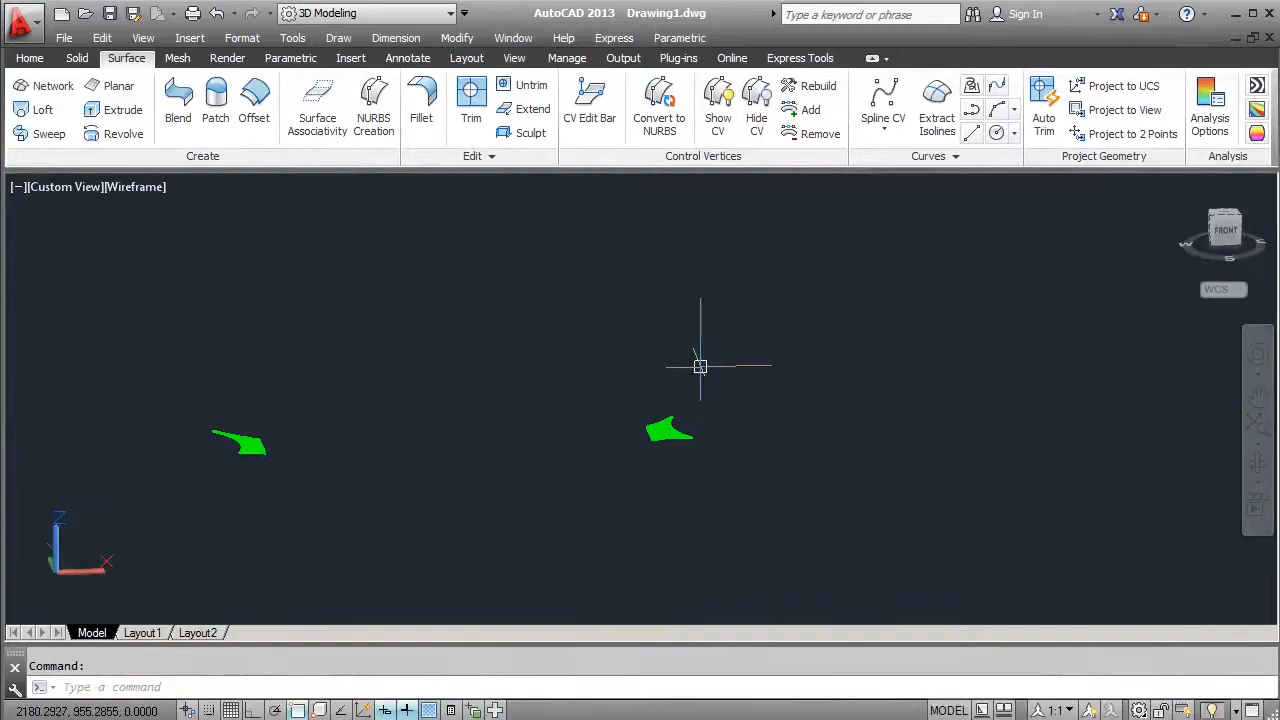 3D Modeling AutoCAD 2013 Drawing1.dwg Type a keyword or phrase Sign In
File Edit View Insert Format Tools Draw Dimension Modify Window Help Express Parametric
Home Solid Surface Mesh Render Parametric Insert Annotate Layout View Manage Output Plug-ins Online Express Tools
Network Planar Untrim Rebuild Project to UCS
Loft Extrude Blend Patch Offset Surface Associativity NURBS Creation Fillet Trim Extend CV Edit Bar Convert to NURBS Show CV Hide CV Add Spline CV Extract Isolines Auto Trim Project to View Analysis Options
Sweep Revolve Sculpt Remove Project to 2 Points
Create Edit Control Vertices Curves Project Geometry Analysis
[−][Custom View][Wireframe]
FRONT
W S
WCS
Z
X
Model Layout1 Layout2
Command:
Type a command
2180.2927, 955.2855, 0.0000 MODEL 1:1